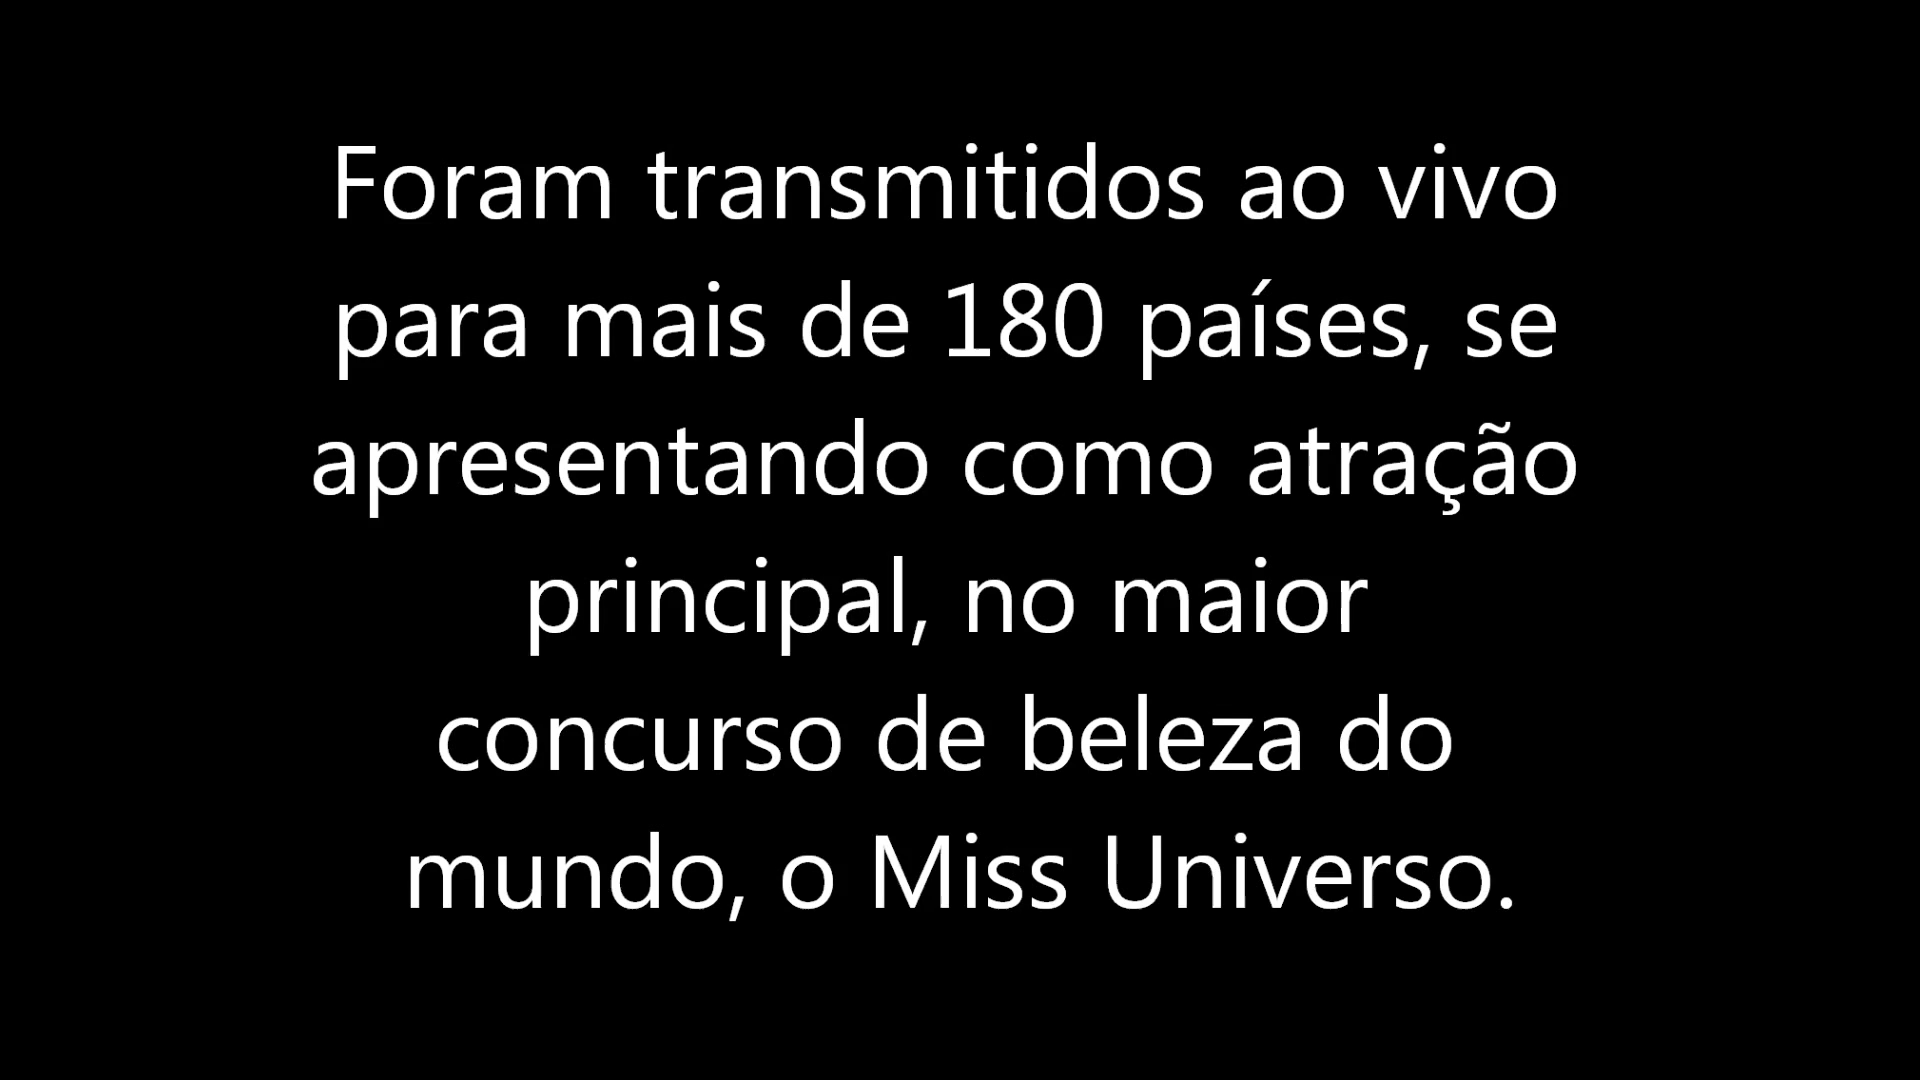 Foram transmitidos ao vivo
para mais de 180 países, se
apresentando como atração
principal, no maior
concurso de beleza do
mundo, o Miss Universo.